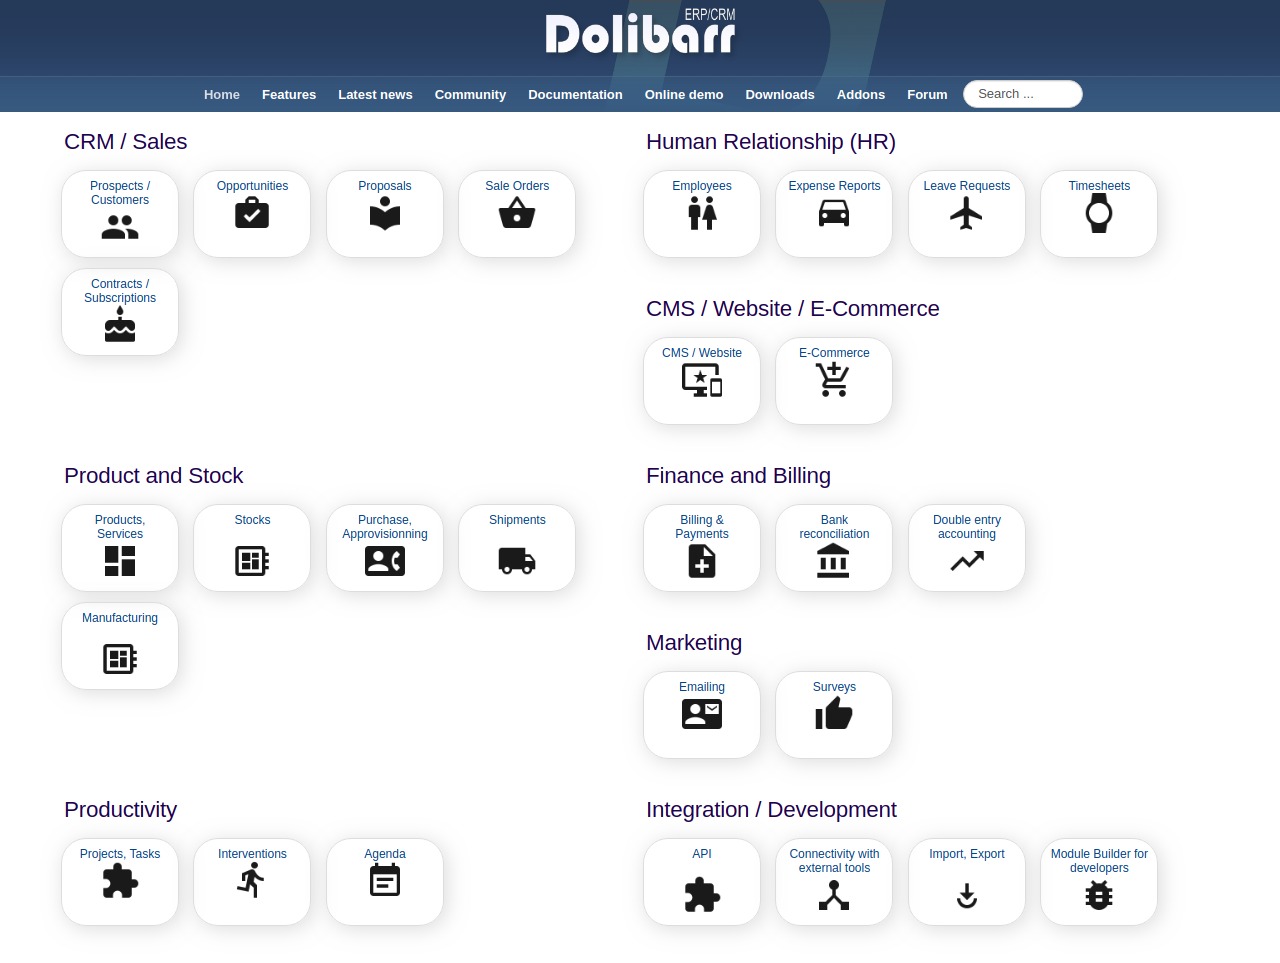 ERP/CRM
Dolibarr
Home Features Latest news Community Documentation Online demo Downloads Addons Forum Search ...
CRM / Sales
Prospects /
Customers
Opportunities
Proposals
Sale Orders
Contracts /
Subscriptions
Human Relationship (HR)
Employees
Expense Reports
Leave Requests
Timesheets
CMS / Website / E-Commerce
CMS / Website
E-Commerce
Product and Stock
Products,
Services
Stocks
Purchase,
Approvisionning
Shipments
Manufacturing
Finance and Billing
Billing &
Payments
Bank
reconciliation
Double entry
accounting
Marketing
Emailing
Surveys
Productivity
Projects, Tasks
Interventions
Agenda
Integration / Development
API
Connectivity with
external tools
Import, Export
Module Builder for
developers